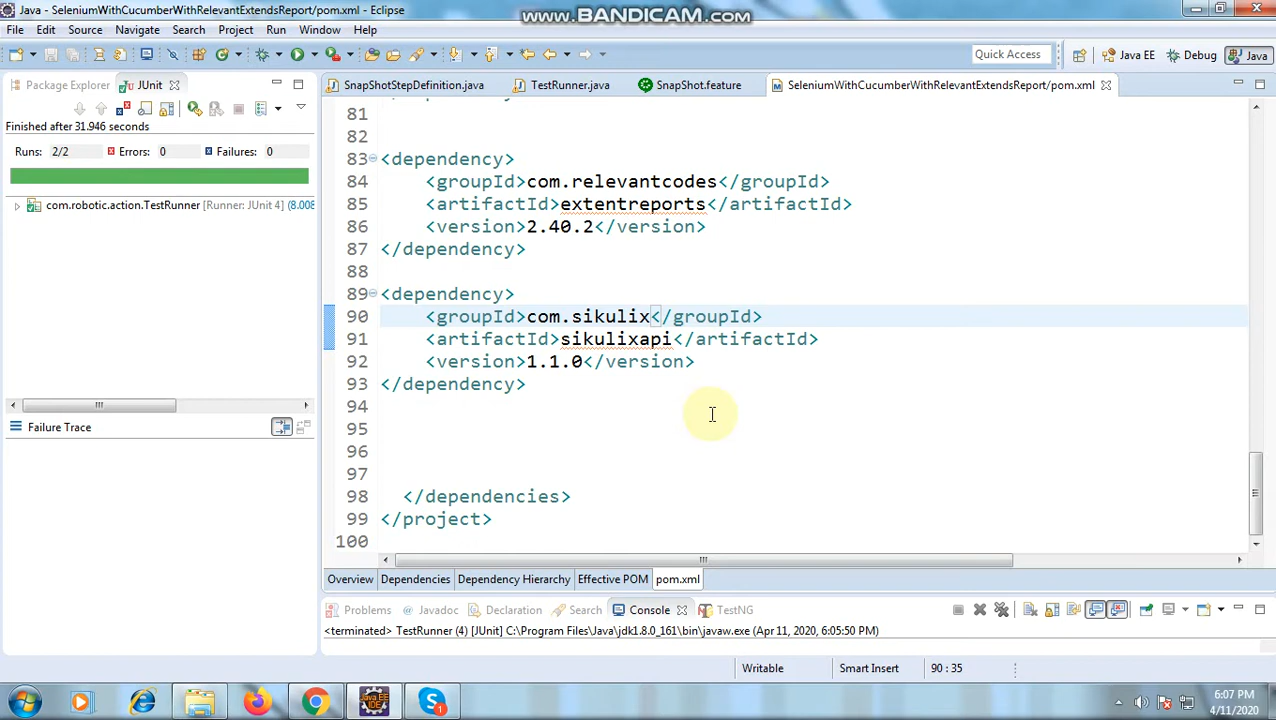 Java - SeleniumWithCucumberWithRelevantExtendsReport/pom.xml - Eclipse
www.BANDICAM.com
File Edit Source Navigate Search Project Run Window Help
Quick Access
Java EE
Debug
Java
Package Explorer
JUnit
SnapShotStepDefinition.java
TestRunner.java
SnapShot.feature
SeleniumWithCucumberWithRelevantExtendsReport/pom.xml
Finished after 31.946 seconds
Runs: 2/2
Errors: 0
Failures: 0
com.robotic.action.TestRunner [Runner: JUnit 4] (8.008
Failure Trace
81
82
83 <dependency>
84 <groupId>com.relevantcodes</groupId>
85 <artifactId>extentreports</artifactId>
86 <version>2.40.2</version>
87 </dependency>
88
89 <dependency>
90 <groupId>com.sikulix</groupId>
91 <artifactId>sikulixapi</artifactId>
92 <version>1.1.0</version>
93 </dependency>
94
95
96
97
98 </dependencies>
99 </project>
100
Overview Dependencies Dependency Hierarchy Effective POM pom.xml
Problems @ Javadoc Declaration Search Console TestNG
<terminated> TestRunner (4) [JUnit] C:\Program Files\Java\jdk1.8.0_161\bin\javaw.exe (Apr 11, 2020, 6:05:50 PM)
Writable
Smart Insert
90 : 35
6:07 PM
4/11/2020